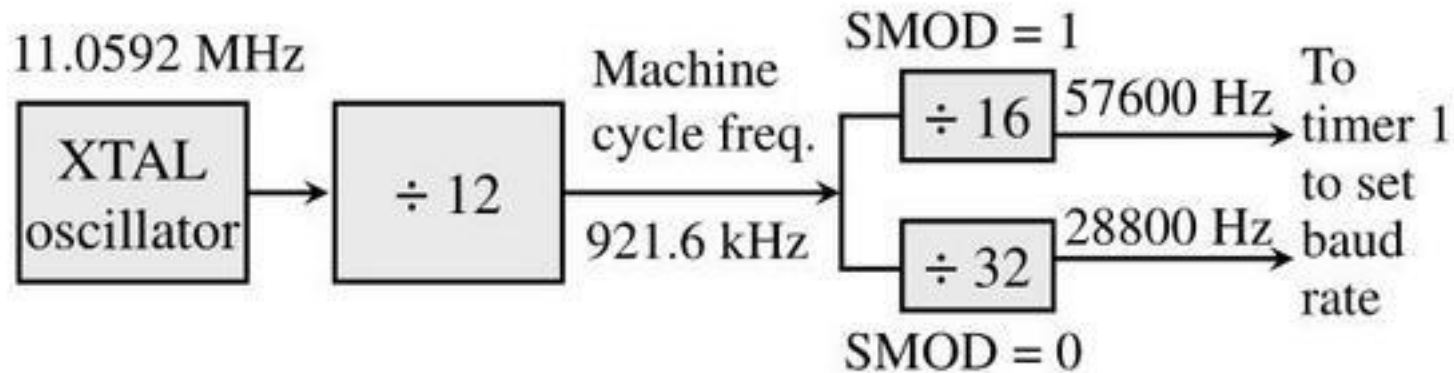 11.0592 MHz
XTAL
oscillator
÷ 12
Machine
cycle freq.
921.6 kHz
SMOD = 1
÷ 16
57600 Hz
÷ 32
28800 Hz
SMOD = 0
To
timer 1
to set
baud
rate